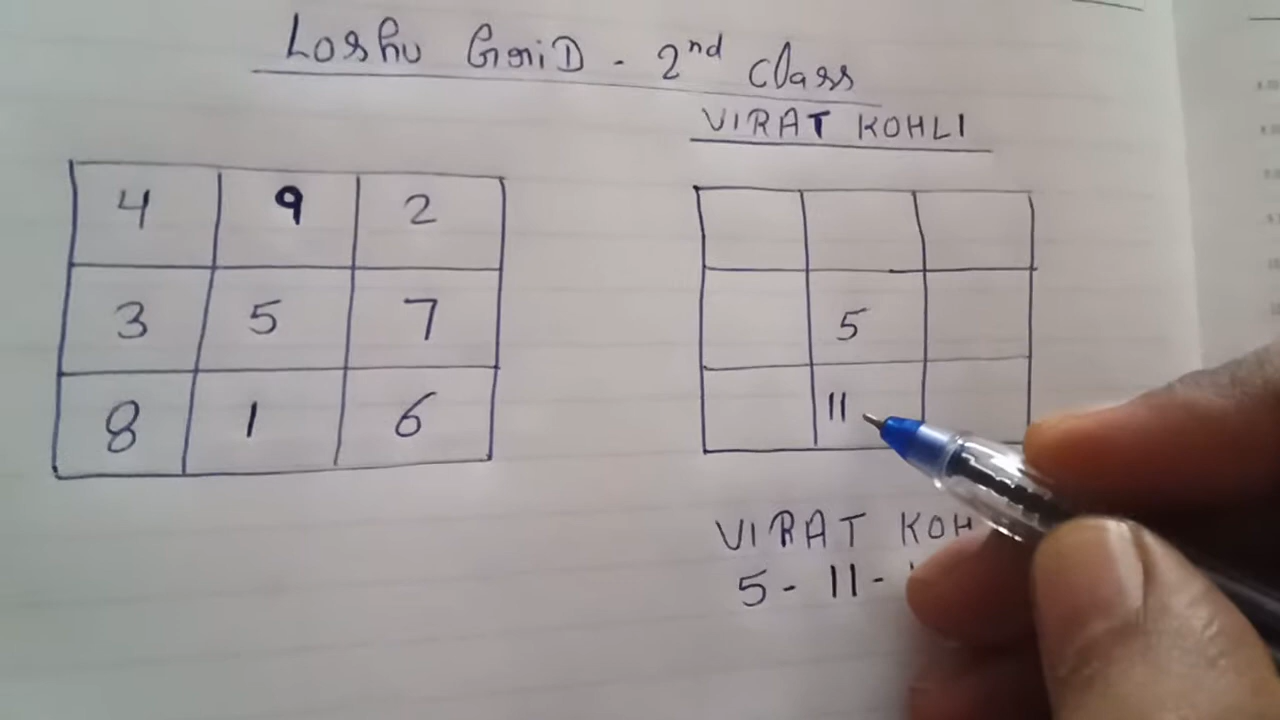 Loshu GriD - 2nd class
VIRAT KOHLI
4 9 2
3 5 7
8 1 6
5
11
VIRAT KOH
5 - 11 -